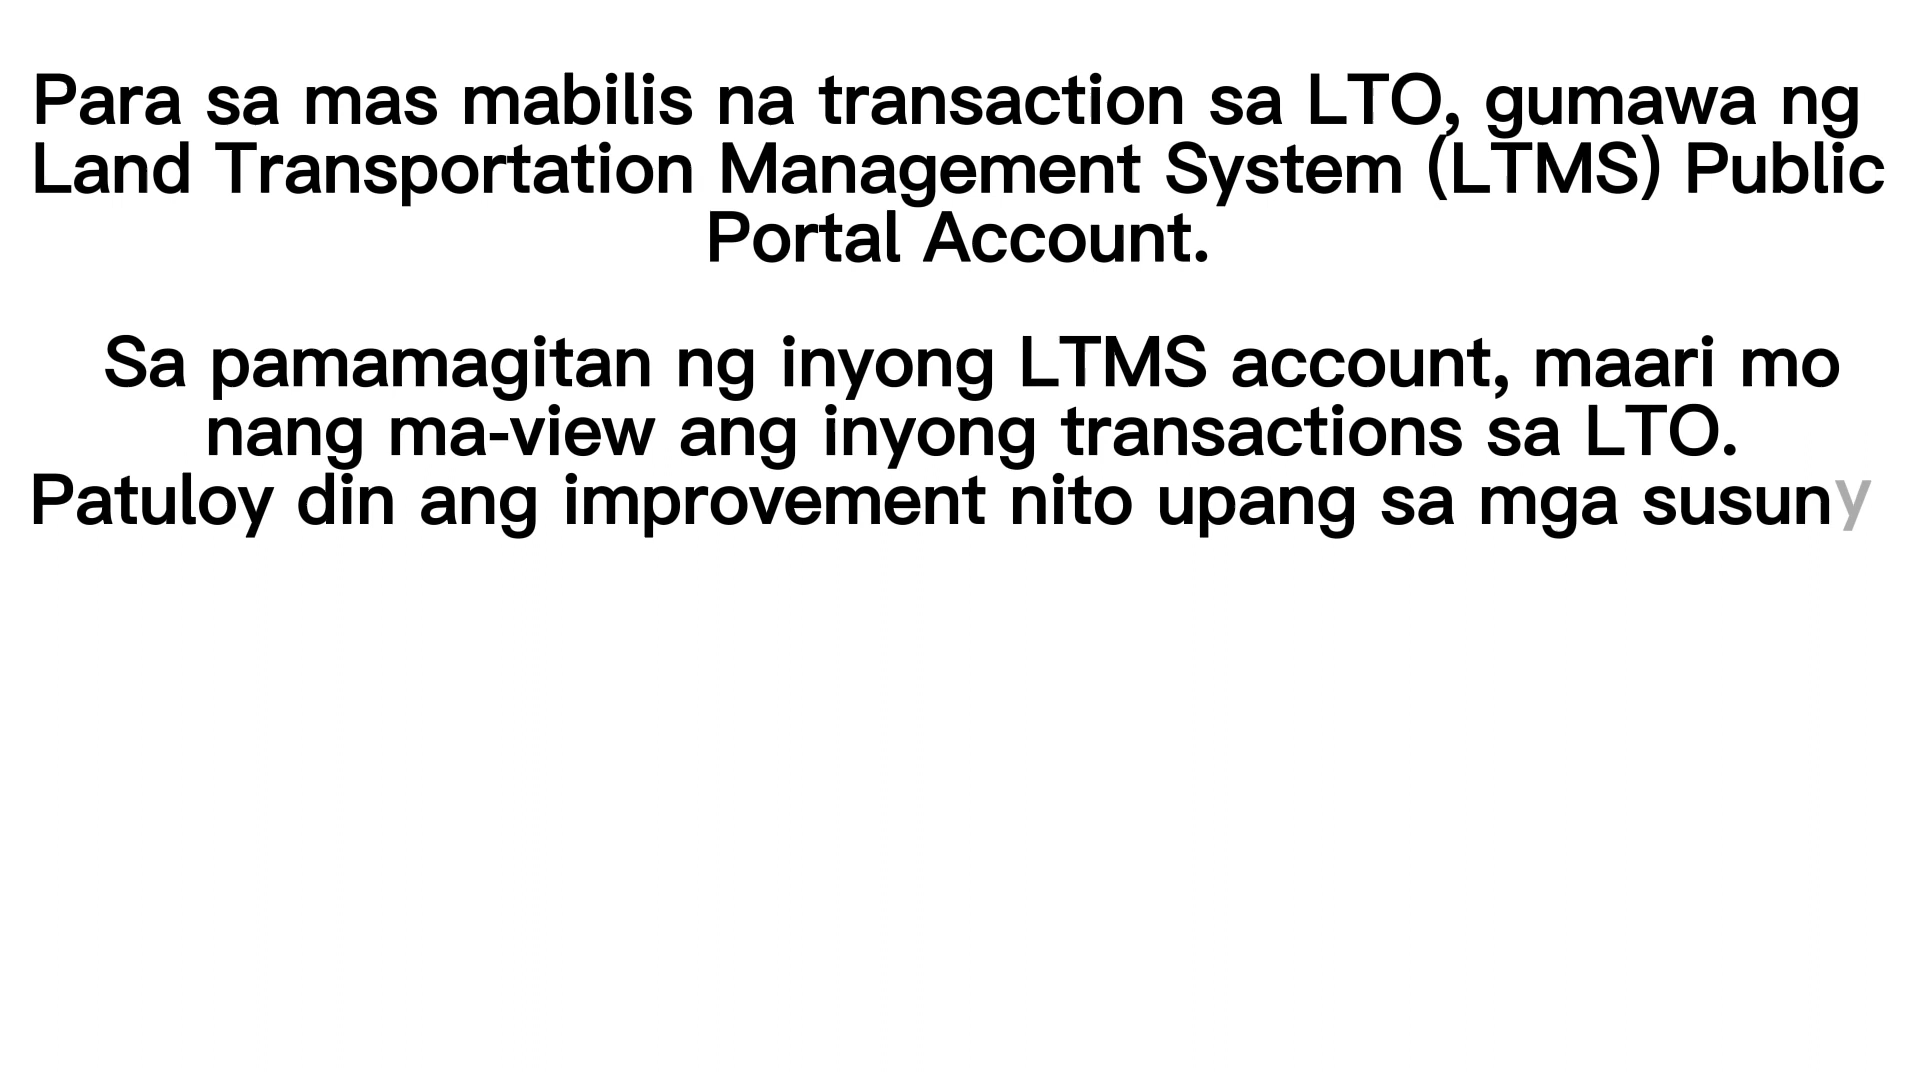 Para sa mas mabilis na transaction sa LTO, gumawa ng
Land Transportation Management System (LTMS) Public
Portal Account.
Sa pamamagitan ng inyong LTMS account, maari mo
nang ma-view ang inyong transactions sa LTO.
Patuloy din ang improvement nito upang sa mga susuny